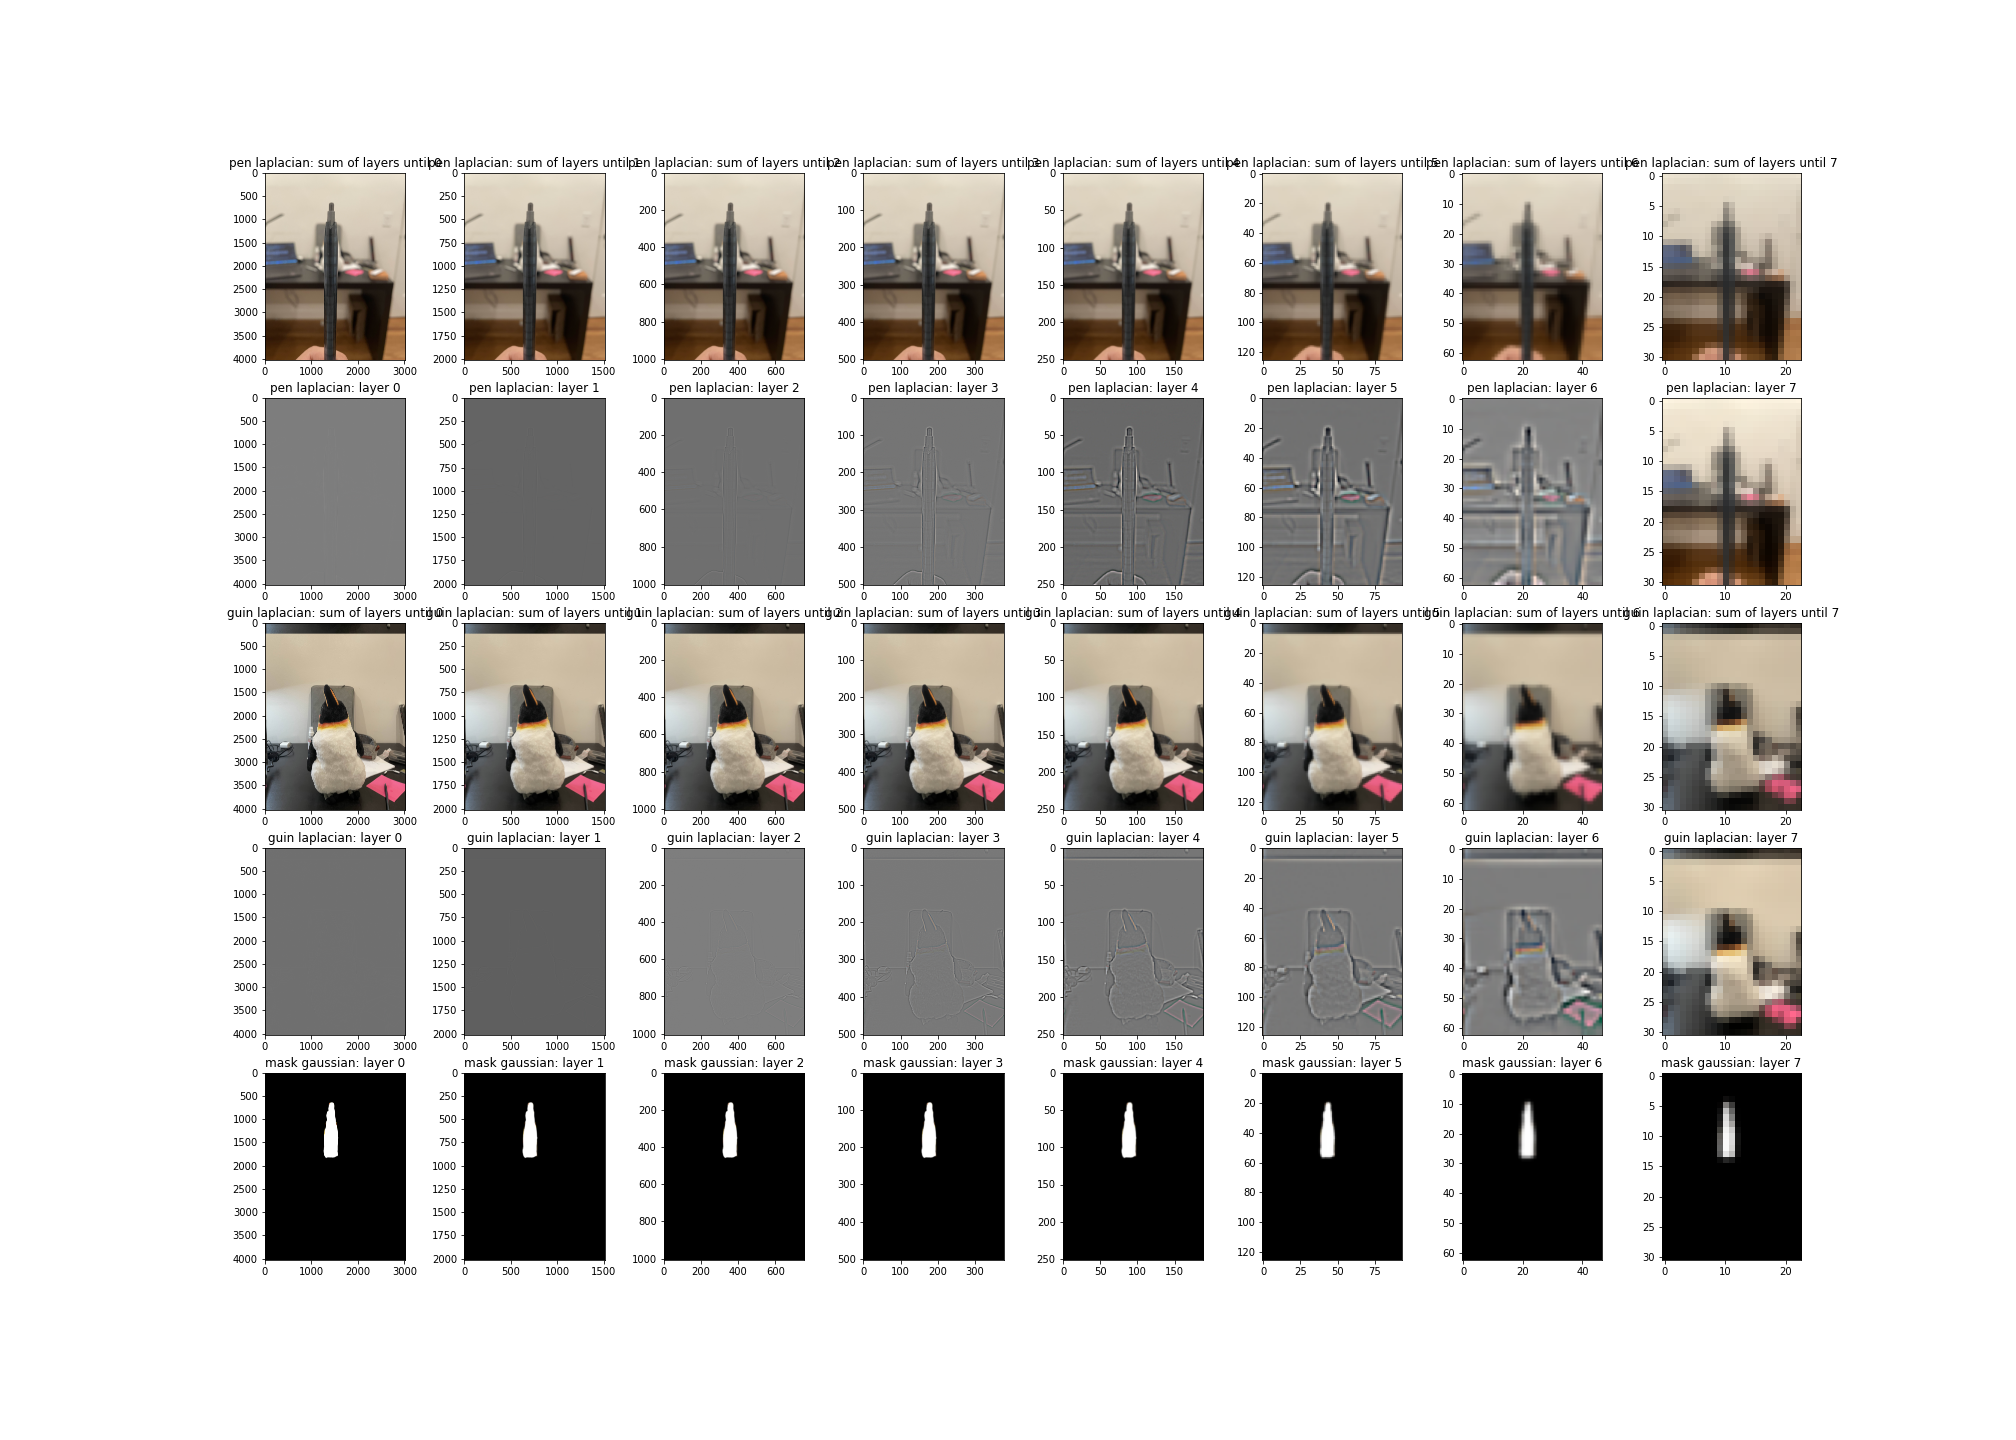 pen laplacian: sum of layers until 0
pen laplacian: sum of layers until 1
pen laplacian: sum of layers until 2
pen laplacian: sum of layers until 3
pen laplacian: sum of layers until 4
pen laplacian: sum of layers until 5
pen laplacian: sum of layers until 6
pen laplacian: sum of layers until 7
0 500 1000 1500 2000 2500 3000 3500 4000
0 250 500 750 1000 1250 1500 1750 2000
0 200 400 600 800 1000
0 100 200 300 400 500
0 50 100 150 200 250
0 20 40 60 80 100 120
0 10 20 30 40 50 60
0 5 10 15 20 25 30
0 1000 2000 3000
0 500 1000 1500
0 200 400 600
0 100 200 300
0 50 100 150
0 25 50 75
0 20 40
0 10 20
pen laplacian: layer 0
pen laplacian: layer 1
pen laplacian: layer 2
pen laplacian: layer 3
pen laplacian: layer 4
pen laplacian: layer 5
pen laplacian: layer 6
pen laplacian: layer 7
0 500 1000 1500 2000 2500 3000 3500 4000
0 250 500 750 1000 1250 1500 1750 2000
0 200 400 600 800 1000
0 100 200 300 400 500
0 50 100 150 200 250
0 20 40 60 80 100 120
0 10 20 30 40 50 60
0 5 10 15 20 25 30
0 1000 2000 3000
0 500 1000 1500
0 200 400 600
0 100 200 300
0 50 100 150
0 25 50 75
0 20 40
0 10 20
guin laplacian: sum of layers until 0
guin laplacian: sum of layers until 1
guin laplacian: sum of layers until 2
guin laplacian: sum of layers until 3
guin laplacian: sum of layers until 4
guin laplacian: sum of layers until 5
guin laplacian: sum of layers until 6
guin laplacian: sum of layers until 7
0 500 1000 1500 2000 2500 3000 3500 4000
0 250 500 750 1000 1250 1500 1750 2000
0 200 400 600 800 1000
0 100 200 300 400 500
0 50 100 150 200 250
0 20 40 60 80 100 120
0 10 20 30 40 50 60
0 5 10 15 20 25 30
0 1000 2000 3000
0 500 1000 1500
0 200 400 600
0 100 200 300
0 50 100 150
0 25 50 75
0 20 40
0 10 20
guin laplacian: layer 0
guin laplacian: layer 1
guin laplacian: layer 2
guin laplacian: layer 3
guin laplacian: layer 4
guin laplacian: layer 5
guin laplacian: layer 6
guin laplacian: layer 7
0 500 1000 1500 2000 2500 3000 3500 4000
0 250 500 750 1000 1250 1500 1750 2000
0 200 400 600 800 1000
0 100 200 300 400 500
0 50 100 150 200 250
0 20 40 60 80 100 120
0 10 20 30 40 50 60
0 5 10 15 20 25 30
0 1000 2000 3000
0 500 1000 1500
0 200 400 600
0 100 200 300
0 50 100 150
0 25 50 75
0 20 40
0 10 20
mask gaussian: layer 0
mask gaussian: layer 1
mask gaussian: layer 2
mask gaussian: layer 3
mask gaussian: layer 4
mask gaussian: layer 5
mask gaussian: layer 6
mask gaussian: layer 7
0 500 1000 1500 2000 2500 3000 3500 4000
0 250 500 750 1000 1250 1500 1750 2000
0 200 400 600 800 1000
0 100 200 300 400 500
0 50 100 150 200 250
0 20 40 60 80 100 120
0 10 20 30 40 50 60
0 5 10 15 20 25 30
0 1000 2000 3000
0 500 1000 1500
0 200 400 600
0 100 200 300
0 50 100 150
0 25 50 75
0 20 40
0 10 20